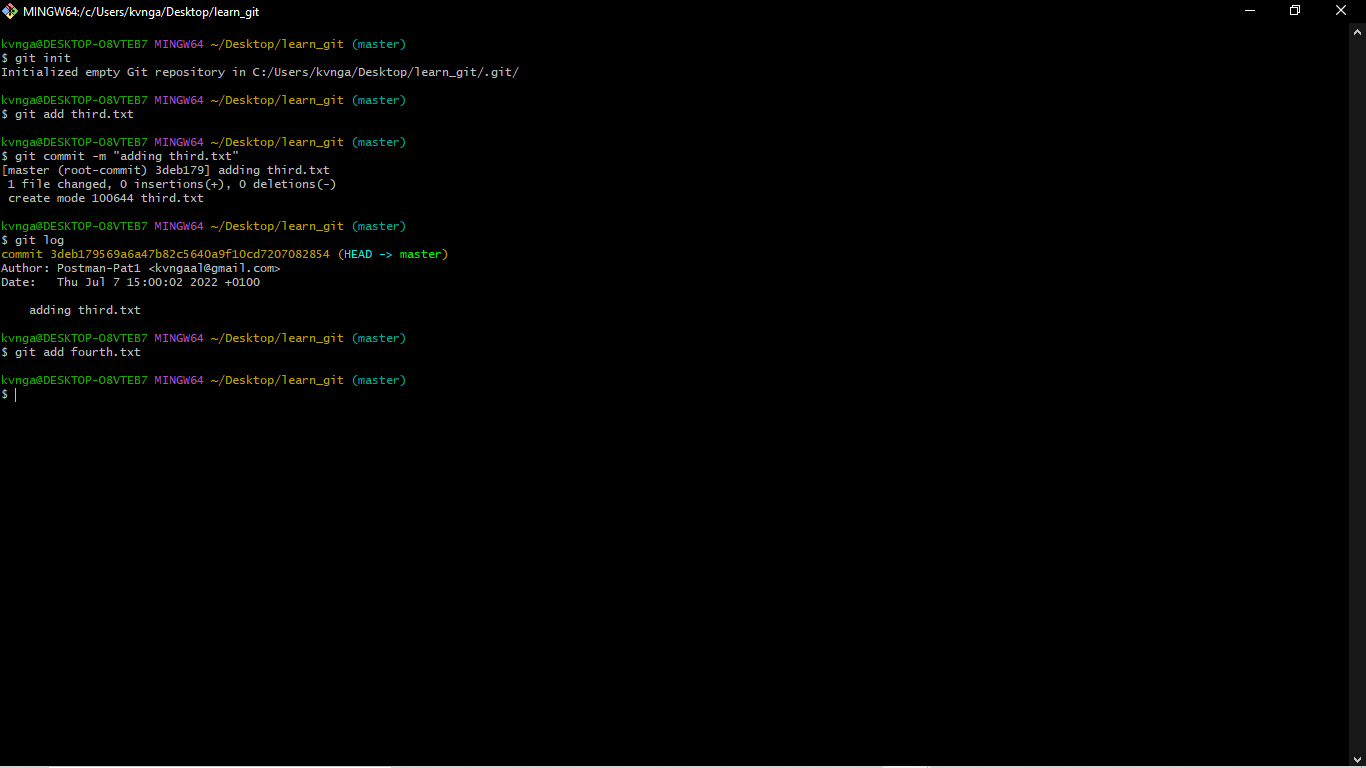 MINGW64:/c/Users/kvnga/Desktop/learn_git
kvnga@DESKTOP-O8VTEB7 MINGW64 ~/Desktop/learn_git (master)
$ git init
Initialized empty Git repository in C:/Users/kvnga/Desktop/learn_git/.git/
kvnga@DESKTOP-O8VTEB7 MINGW64 ~/Desktop/learn_git (master)
$ git add third.txt
kvnga@DESKTOP-O8VTEB7 MINGW64 ~/Desktop/learn_git (master)
$ git commit -m "adding third.txt"
[master (root-commit) 3deb179] adding third.txt
 1 file changed, 0 insertions(+), 0 deletions(-)
 create mode 100644 third.txt
kvnga@DESKTOP-O8VTEB7 MINGW64 ~/Desktop/learn_git (master)
$ git log
commit 3deb179569a6a47b82c5640a9f10cd7207082854 (HEAD -> master)
Author: Postman-Pat1 <kvngaal@gmail.com>
Date:   Thu Jul 7 15:00:02 2022 +0100
    adding third.txt
kvnga@DESKTOP-O8VTEB7 MINGW64 ~/Desktop/learn_git (master)
$ git add fourth.txt
kvnga@DESKTOP-O8VTEB7 MINGW64 ~/Desktop/learn_git (master)
$